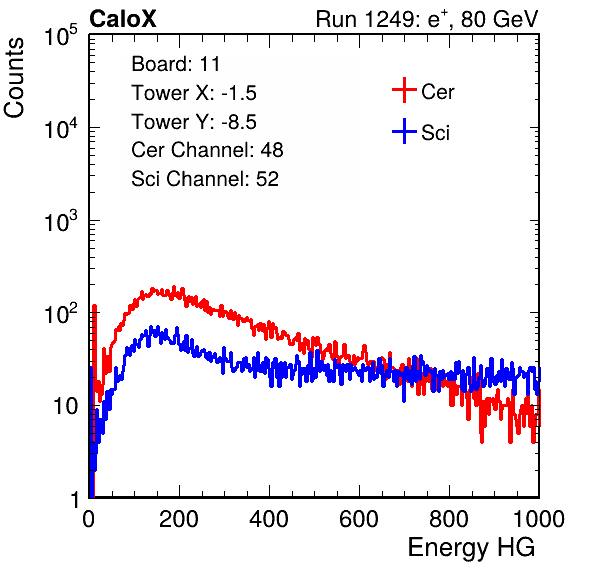 CaloX Run 1249: e⁺, 80 GeV
Counts
10⁵
10⁴
10³
10²
10
1
Board: 11
Tower X: -1.5
Tower Y: -8.5
Cer Channel: 48
Sci Channel: 52
Cer
Sci
0 200 400 600 800 1000
Energy HG